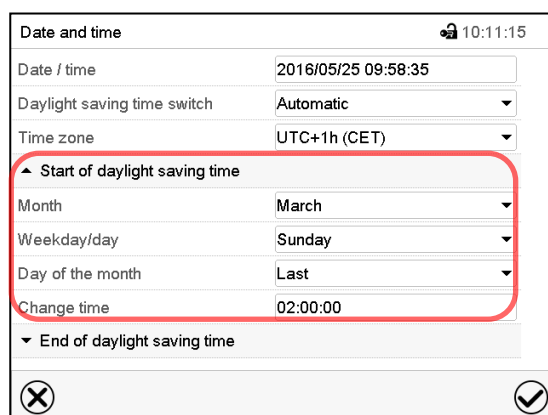 Date and time 10:11:15
Date / time 2016/05/25 09:58:35
Daylight saving time switch Automatic
Time zone UTC+1h (CET)
Start of daylight saving time
Month March
Weekday/day Sunday
Day of the month Last
Change time 02:00:00
End of daylight saving time